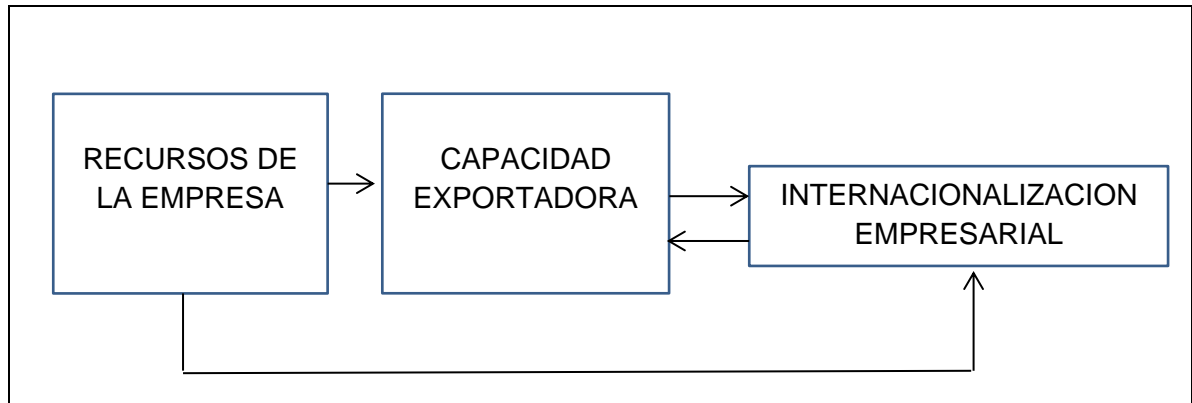 RECURSOS DE
LA EMPRESA
CAPACIDAD
EXPORTADORA
INTERNACIONALIZACION
EMPRESARIAL